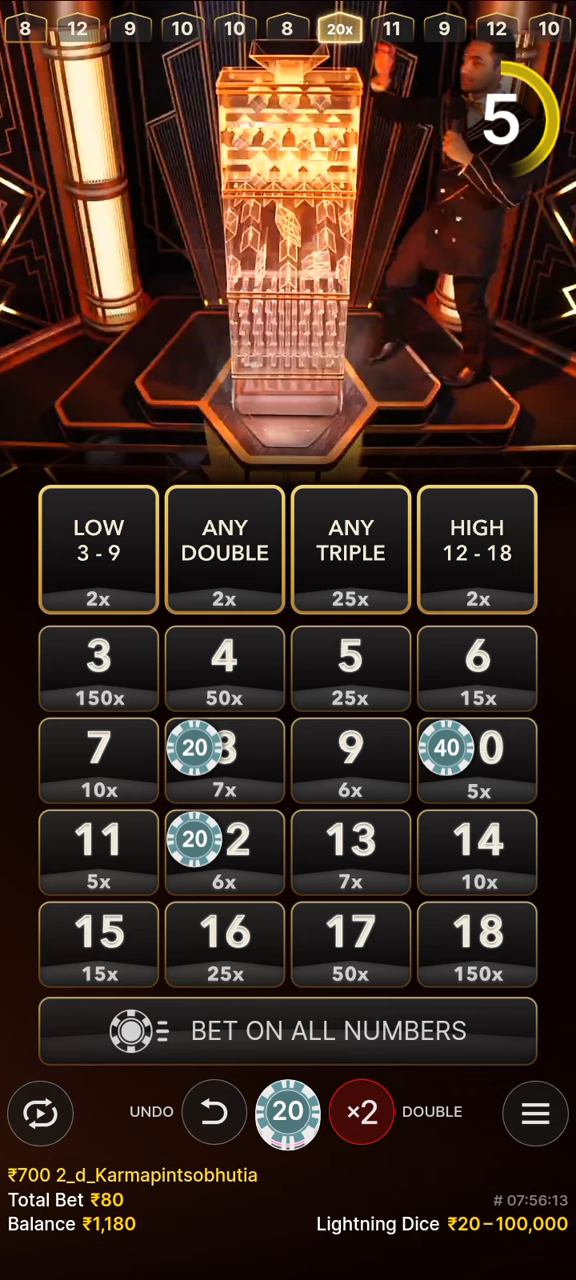 8 12 9 10 10 8 20x 11 9 12 10
5
LOW 3 - 9 2x
ANY DOUBLE 2x
ANY TRIPLE 25x
HIGH 12 - 18 2x
3 4 5 6
150x 50x 25x 15x
7 20 8 9 40 0
10x 7x 6x 5x
11 20 2 13 14
5x 6x 7x 10x
15 16 17 18
15x 25x 50x 150x
BET ON ALL NUMBERS
UNDO 20 ×2 DOUBLE
₹700 2_d_Karmapintsobhutia
Total Bet ₹80 # 07:56:13
Balance ₹1,180 Lightning Dice ₹20–100,000